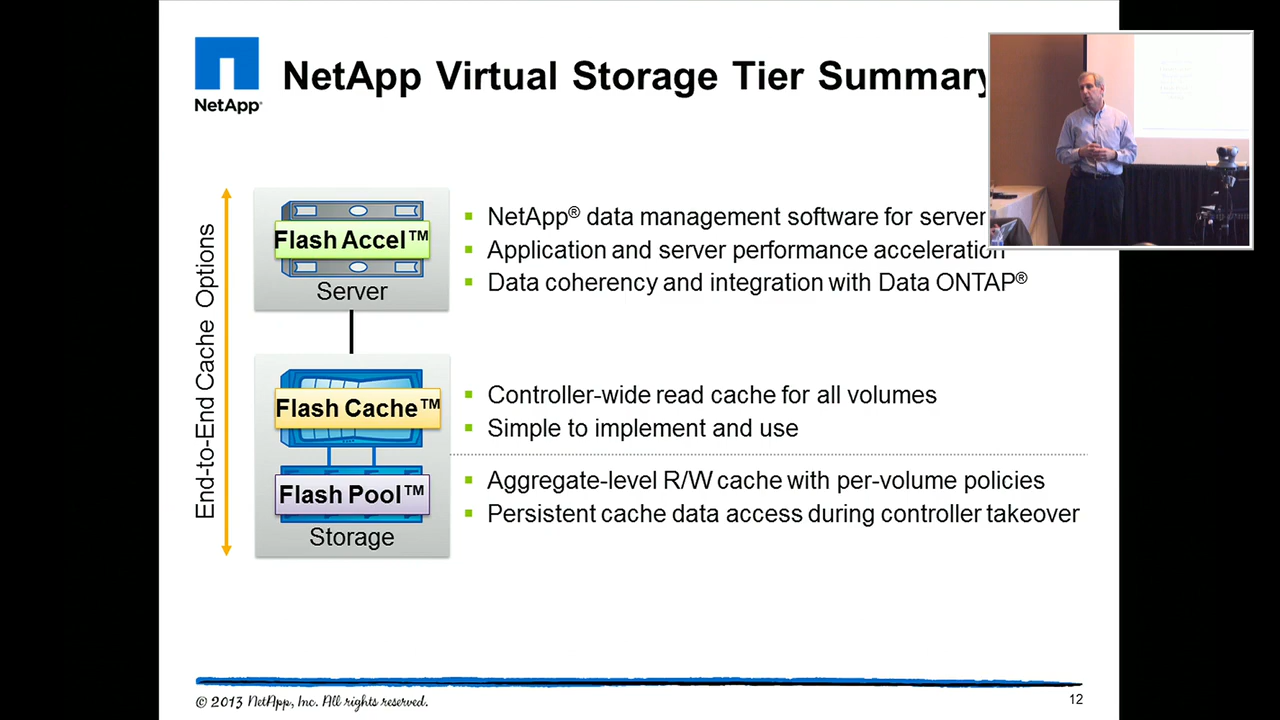 NetApp Virtual Storage Tier Summary
NetApp®
End-to-End Cache Options
Flash Accel™
Server
NetApp® data management software for server
Application and server performance acceleration
Data coherency and integration with Data ONTAP®
Flash Cache™
Controller-wide read cache for all volumes
Simple to implement and use
Flash Pool™
Storage
Aggregate-level R/W cache with per-volume policies
Persistent cache data access during controller takeover
© 2013 NetApp, Inc. All rights reserved.
12